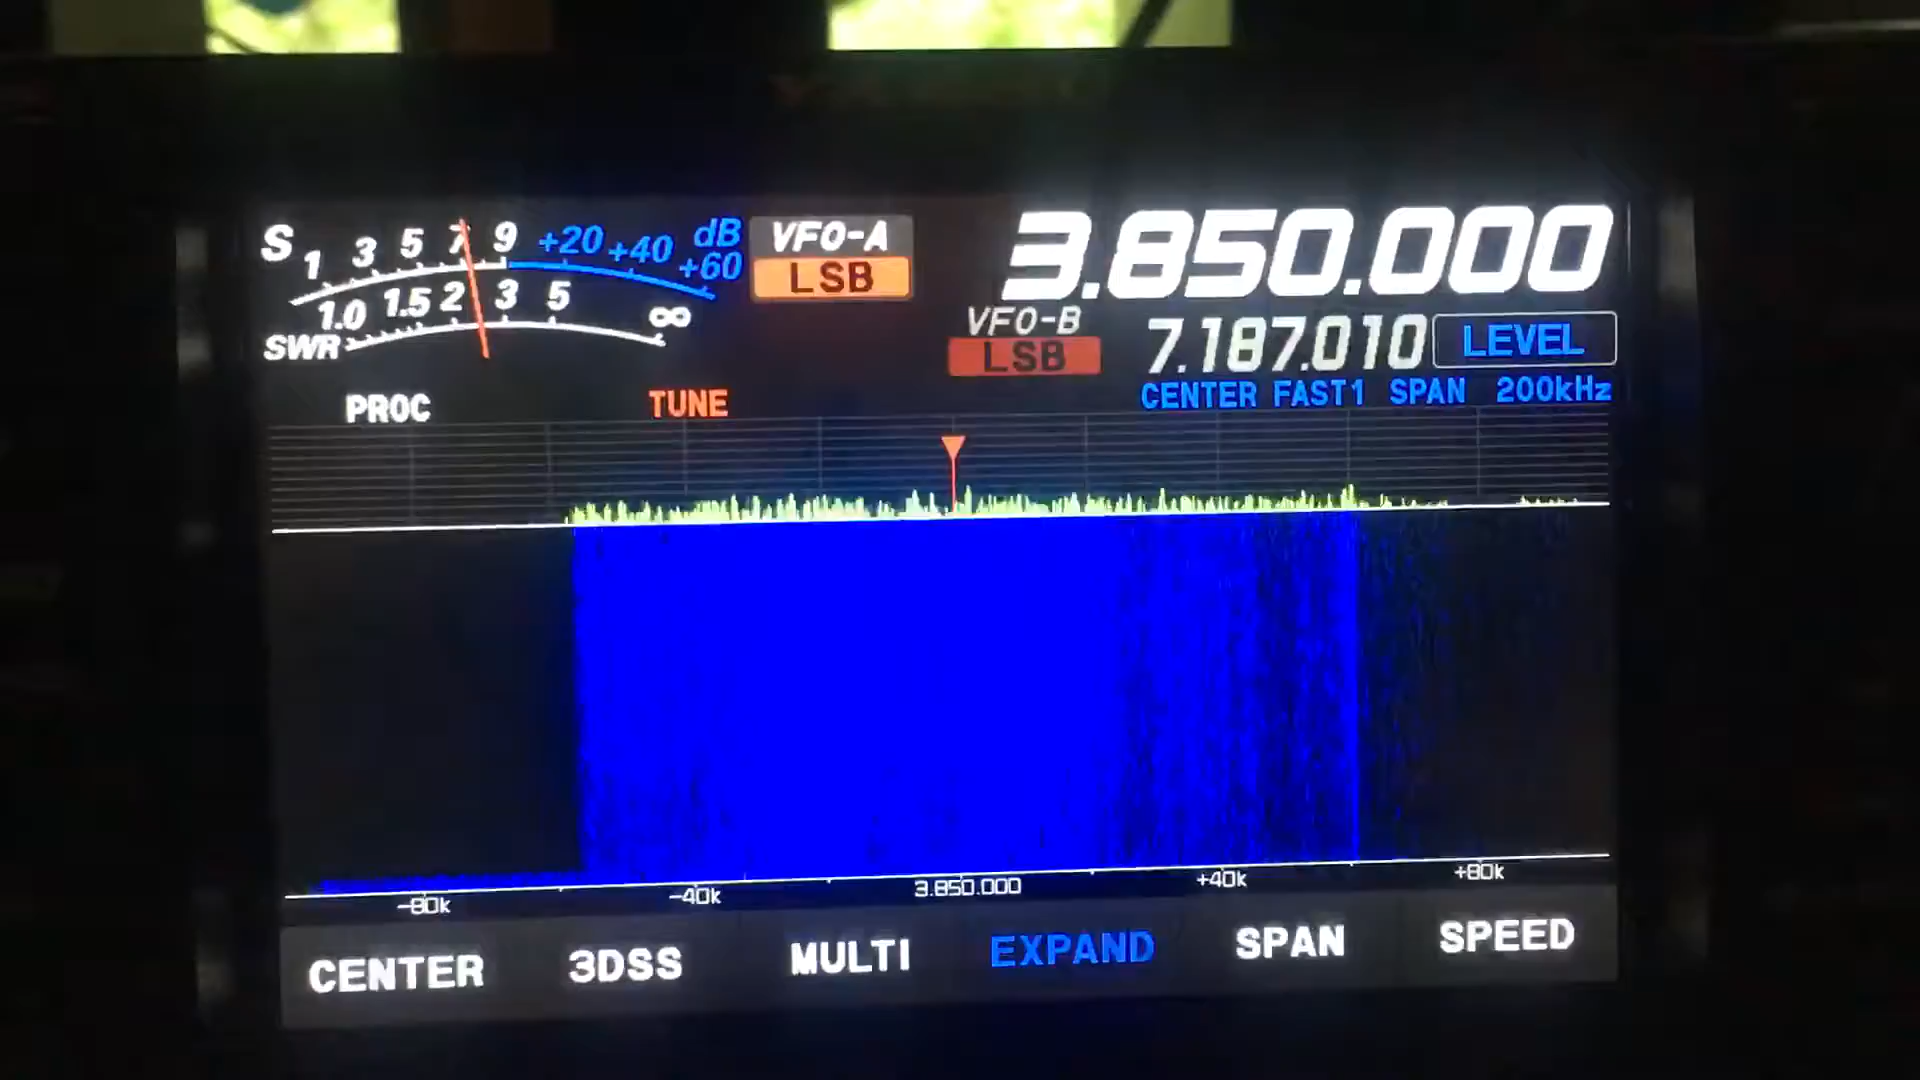 S 1 3 5 7 9 +20 +40 +60 dB
SWR 1.0 1.5 2 3 5 ∞
VFO-A
LSB
3.850.000
VFO-B
LSB
7.187.010
LEVEL
PROC
TUNE
CENTER FAST1 SPAN 200kHz
-80k -40k 3.850.000 +40k +80k
CENTER 3DSS MULTI EXPAND SPAN SPEED